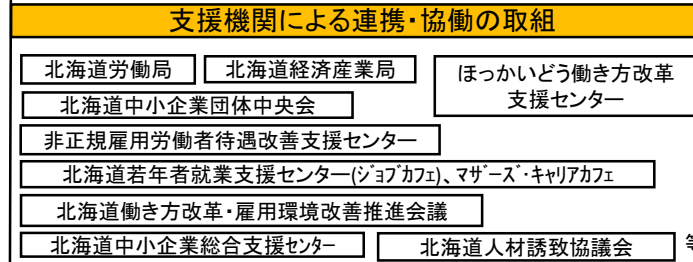 支援機関による連携・協働の取組
北海道労働局
北海道経済産業局
ほっかいどう働き方改革
支援センター
北海道中小企業団体中央会
非正規雇用労働者待遇改善支援センター
北海道若年者就業支援センター(ｼﾞｮﾌﾞｶﾌｪ)、ﾏｻﾞｰｽﾞ･ｷｬﾘｱｶﾌｪ
北海道働き方改革・雇用環境改善推進会議
北海道中小企業総合支援ｾﾝﾀｰ
北海道人材誘致協議会
等